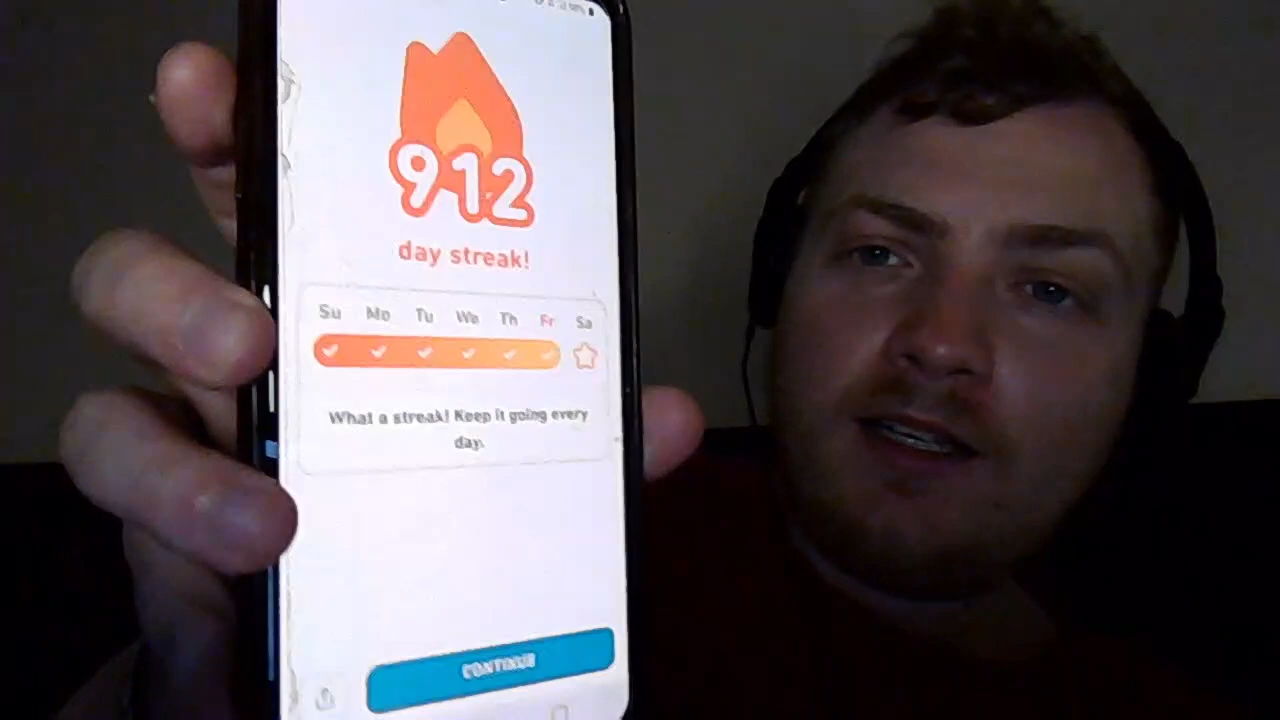 912
day streak!
Su Mo Tu We Th Fr Sa
What a streak! Keep it going every
day.
CONTINUE